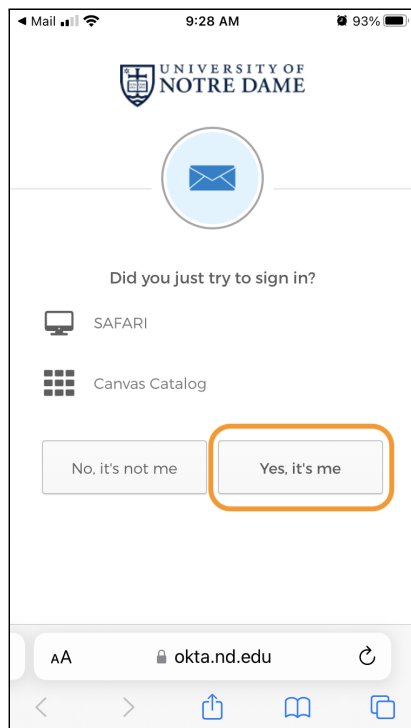 Mail 9:28 AM 93%
UNIVERSITY OF
NOTRE DAME
Did you just try to sign in?
SAFARI
Canvas Catalog
No, it's not me Yes, it's me
AA okta.nd.edu